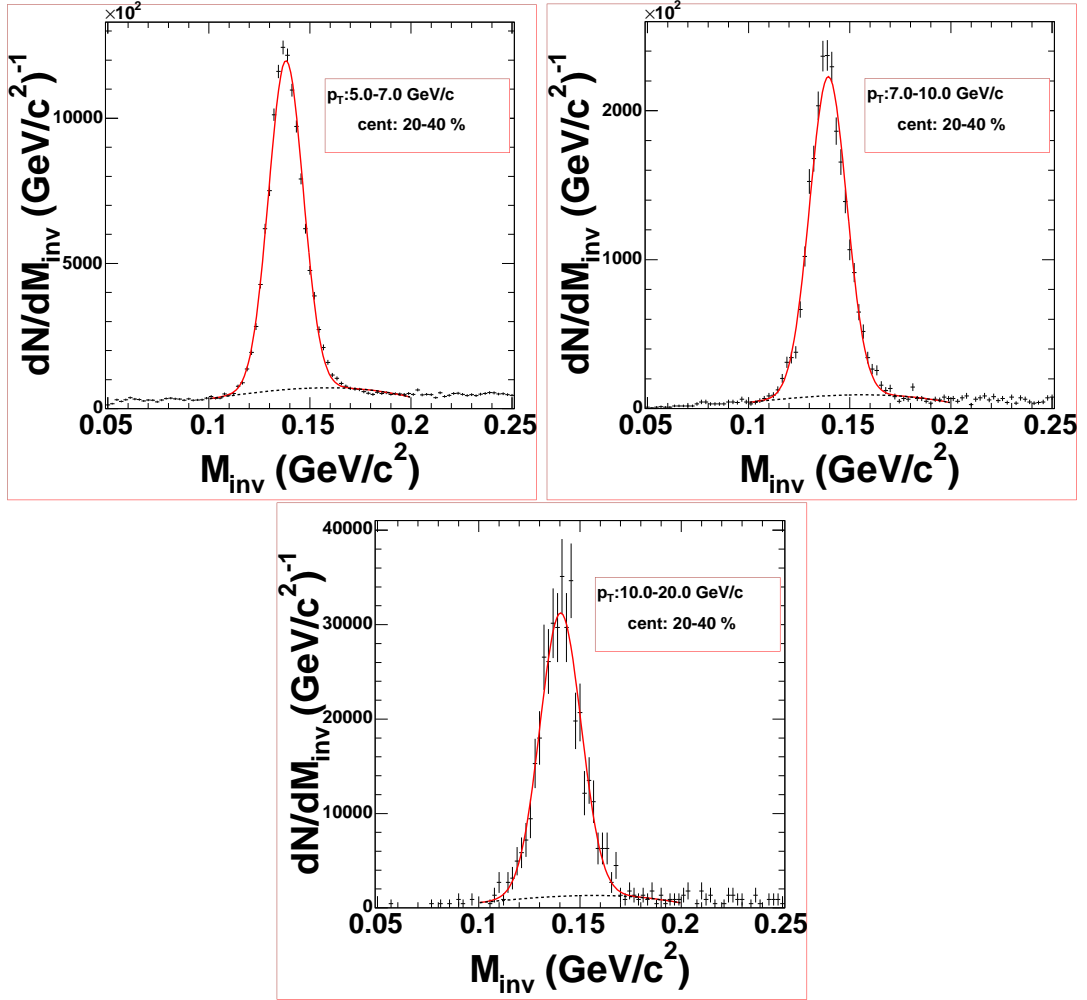 ×10²
dN/dM_inv (GeV/c²)⁻¹
10000
5000
0
p_T:5.0-7.0 GeV/c
cent: 20-40 %
0.05 0.1 0.15 0.2 0.25
M_inv (GeV/c²)
×10²
dN/dM_inv (GeV/c²)⁻¹
2000
1000
0
p_T:7.0-10.0 GeV/c
cent: 20-40 %
0.05 0.1 0.15 0.2 0.25
M_inv (GeV/c²)
dN/dM_inv (GeV/c²)⁻¹
40000
30000
20000
10000
0
p_T:10.0-20.0 GeV/c
cent: 20-40 %
0.05 0.1 0.15 0.2 0.25
M_inv (GeV/c²)